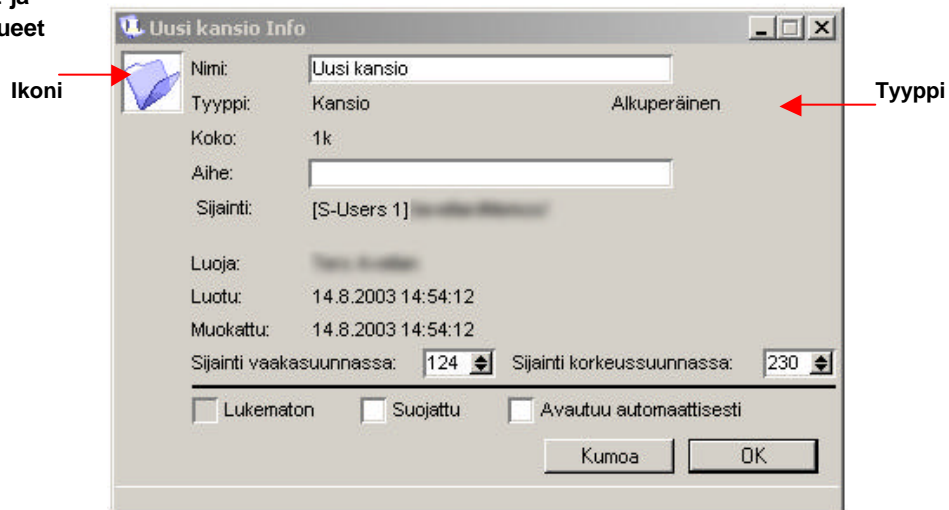 ja
ueet
Uusi kansio Info
Ikoni
Nimi: Uusi kansio
Tyyppi: Kansio Alkuperäinen
Tyyppi
Koko: 1k
Aihe:
Sijainti: [S-Users 1]
Luoja:
Luotu: 14.8.2003 14:54:12
Muokattu: 14.8.2003 14:54:12
Sijainti vaakasuunnassa: 124 Sijainti korkeussuunnassa: 230
Lukematon Suojattu Avautuu automaattisesti
Kumoa OK